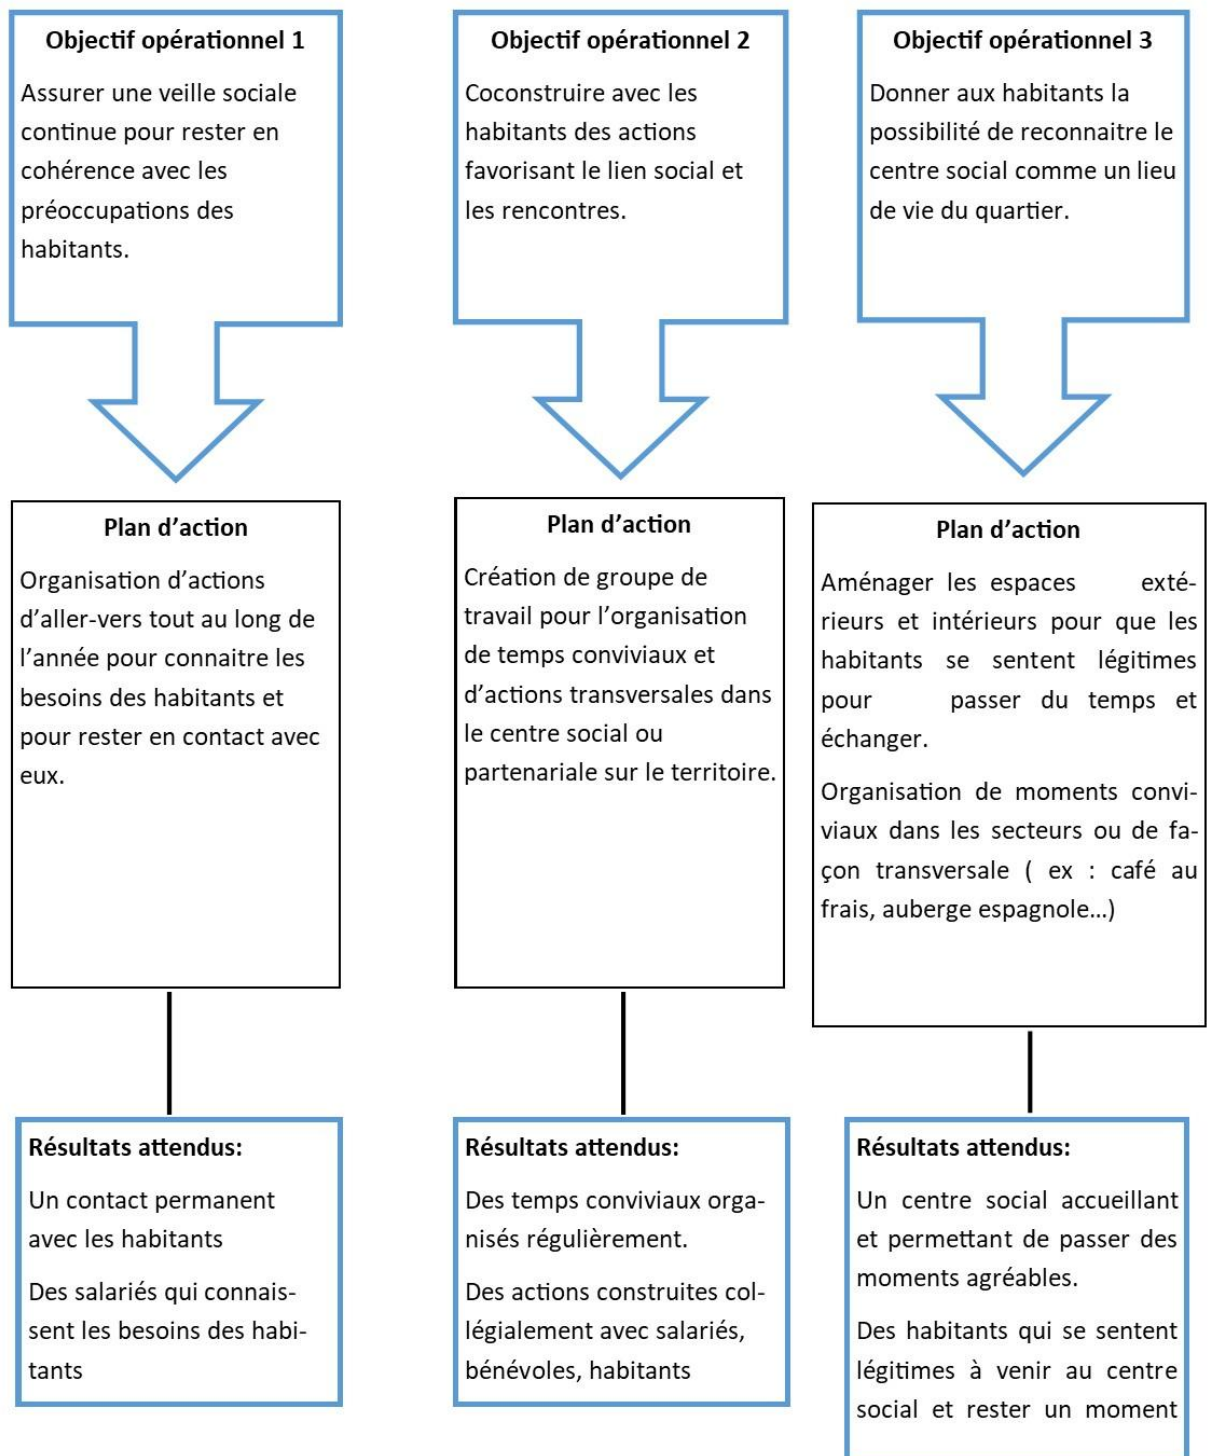 Objectif opérationnel 1
Assurer une veille sociale
continue pour rester en
cohérence avec les
préoccupations des
habitants.
Objectif opérationnel 2
Coconstruire avec les
habitants des actions
favorisant le lien social et
les rencontres.
Objectif opérationnel 3
Donner aux habitants la
possibilité de reconnaitre le
centre social comme un lieu
de vie du quartier.
Plan d’action
Organisation d’actions
d’aller-vers tout au long de
l’année pour connaitre les
besoins des habitants et
pour rester en contact avec
eux.
Plan d’action
Création de groupe de
travail pour l’organisation
de temps conviviaux et
d’actions transversales dans
le centre social ou
partenariale sur le territoire.
Plan d’action
Aménager les espaces exté-
rieurs et intérieurs pour que les
habitants se sentent légitimes
pour passer du temps et
échanger.
Organisation de moments convi-
viaux dans les secteurs ou de fa-
çon transversale ( ex : café au
frais, auberge espagnole…)
Résultats attendus:
Un contact permanent
avec les habitants
Des salariés qui connais-
sent les besoins des habi-
tants
Résultats attendus:
Des temps conviviaux orga-
nisés régulièrement.
Des actions construites col-
légialement avec salariés,
bénévoles, habitants
Résultats attendus:
Un centre social accueillant
et permettant de passer des
moments agréables.
Des habitants qui se sentent
légitimes à venir au centre
social et rester un moment